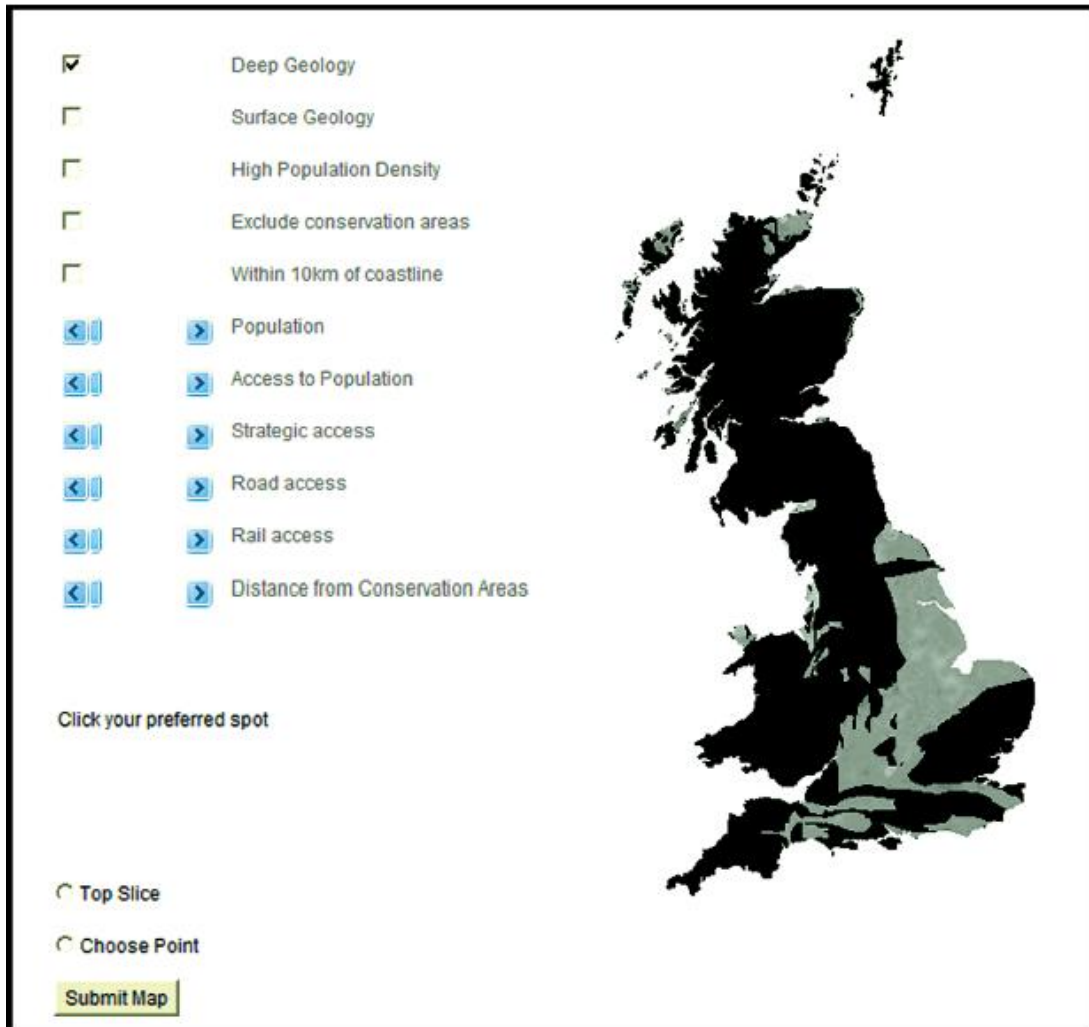 Deep Geology
Surface Geology
High Population Density
Exclude conservation areas
Within 10km of coastline
Population
Access to Population
Strategic access
Road access
Rail access
Distance from Conservation Areas
Click your preferred spot
Top Slice
Choose Point
Submit Map